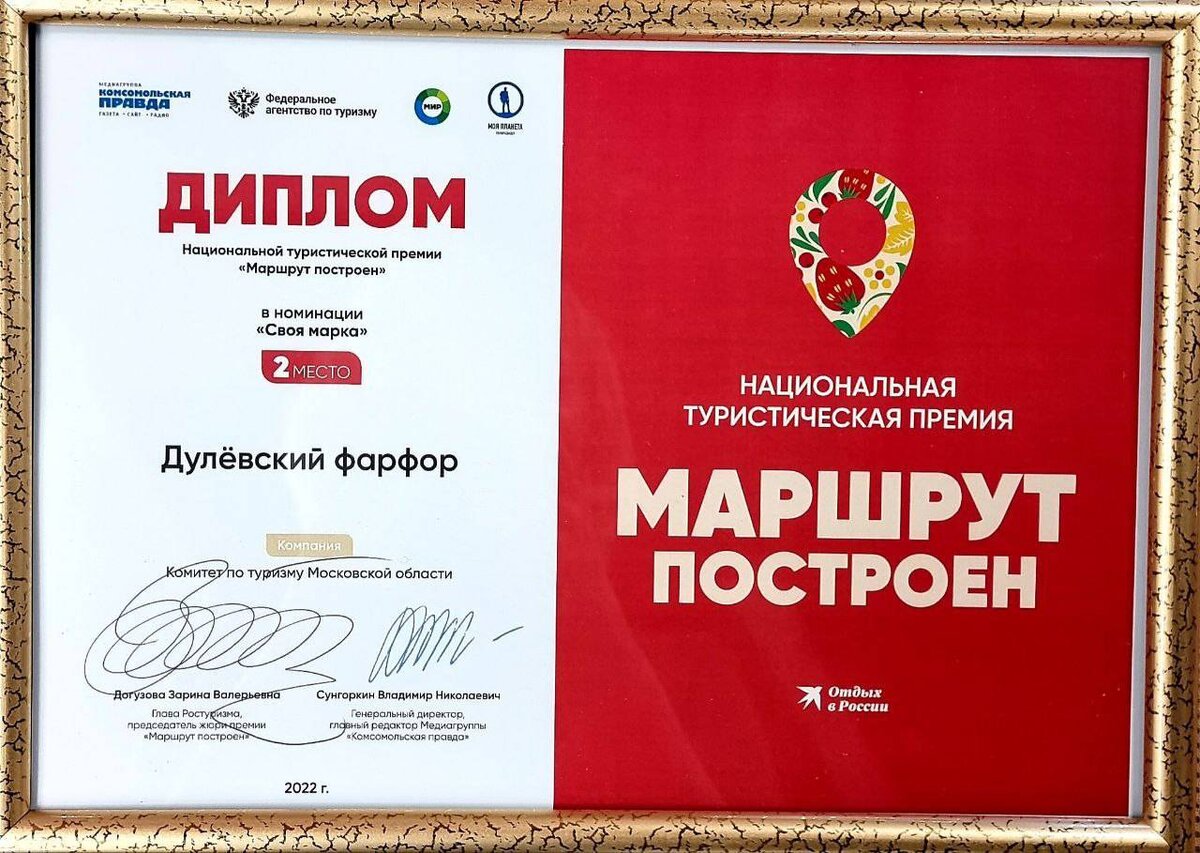 МЕДИАГРУППА
КОМСОМОЛЬСКАЯ
ПРАВДА
ГАЗЕТА • САЙТ • РАДИО
Федеральное
агентство по туризму
МИР
МОЯ ПЛАНЕТА
ДИПЛОМ
Национальной туристической премии
«Маршрут построен»
в номинации
«Своя марка»
2 МЕСТО
Дулёвский фарфор
Компания
Комитет по туризму Московской области
Догузова Зарина Валерьевна
Глава Ростуризма,
председатель жюри премии
«Маршрут построен»
Сунгоркин Владимир Николаевич
Генеральный директор,
главный редактор Медиагруппы
«Комсомольская правда»
2022 г.
НАЦИОНАЛЬНАЯ
ТУРИСТИЧЕСКАЯ ПРЕМИЯ
МАРШРУТ
ПОСТРОЕН
Отдых
в России